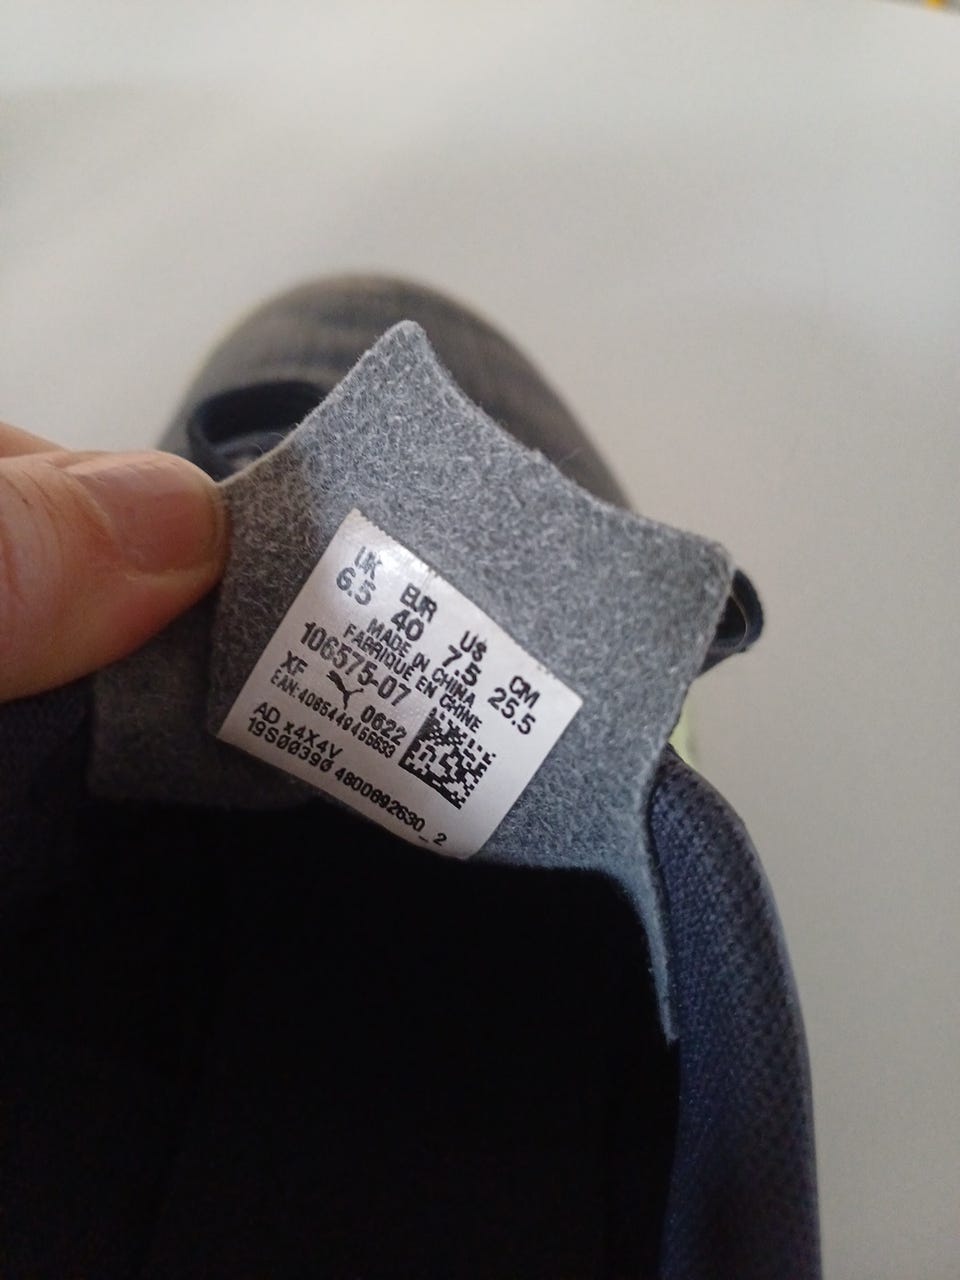 UK EUR US CM
6.5 40 7.5 25.5
MADE IN CHINA
FABRIQUE EN CHINE
106575-07
XF 0622
EAN:4065449466633
AD x4X4V
19S00390 4800892630_2